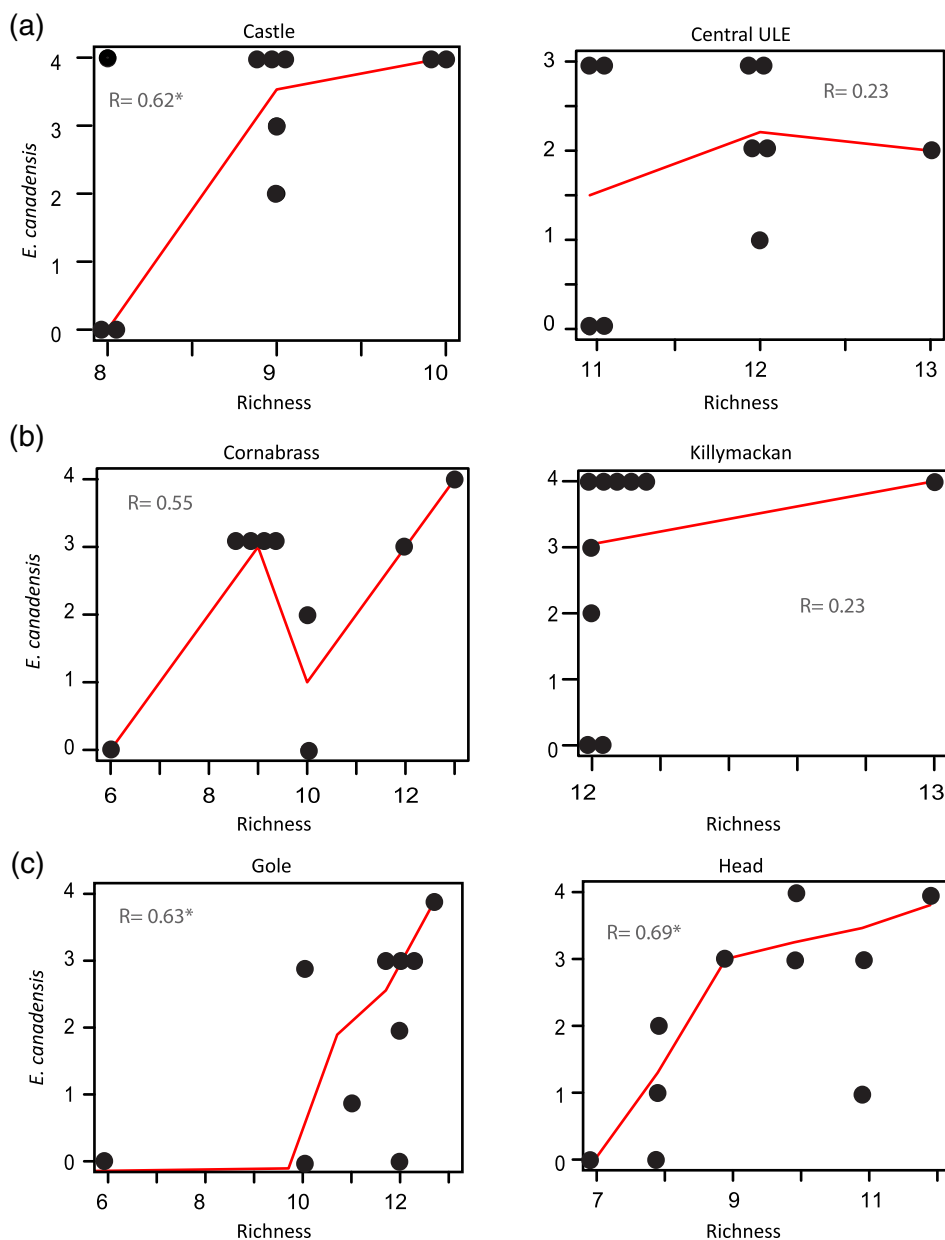 (a)
Castle
Central ULE
R= 0.62*
R= 0.23
E. canadensis
4
3
2
1
0
3
2
1
0
8
9
10
11
12
13
Richness
Richness
(b)
Cornabrass
Killymackan
R= 0.55
R= 0.23
E. canadensis
4
3
2
1
0
4
3
2
1
0
6
8
10
12
12
13
Richness
Richness
(c)
Gole
Head
R= 0.63*
R= 0.69*
E. canadensis
4
3
2
1
0
4
3
2
1
0
6
8
10
12
7
9
11
Richness
Richness